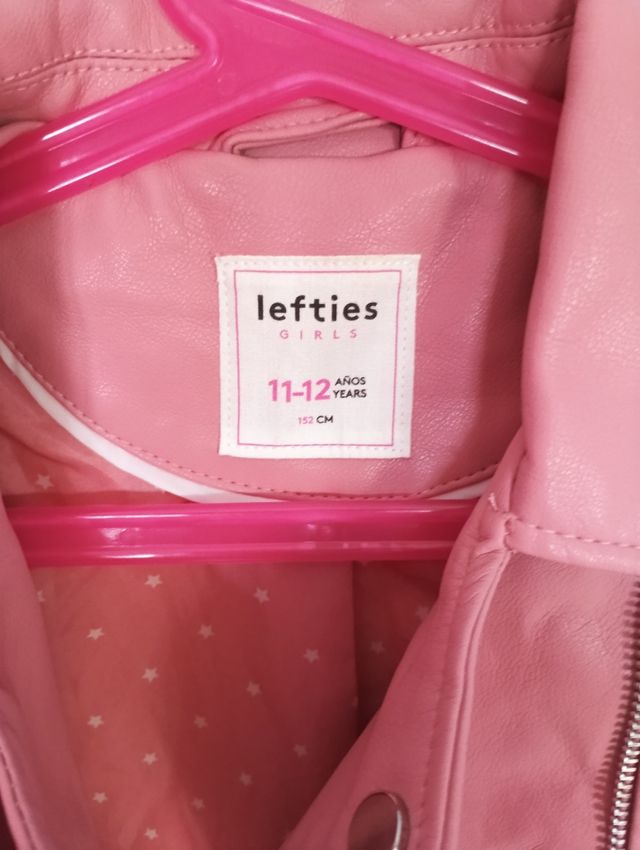 lefties
GIRLS
11-12 AÑOS
YEARS
152 CM